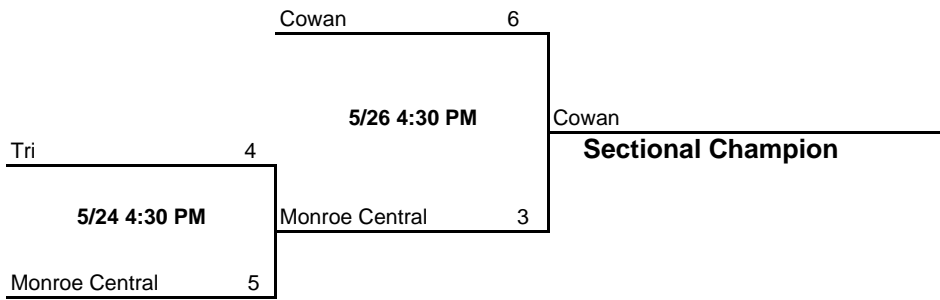 Cowan 6
5/26 4:30 PM
Cowan
Tri 4
Sectional Champion
5/24 4:30 PM
Monroe Central 3
Monroe Central 5